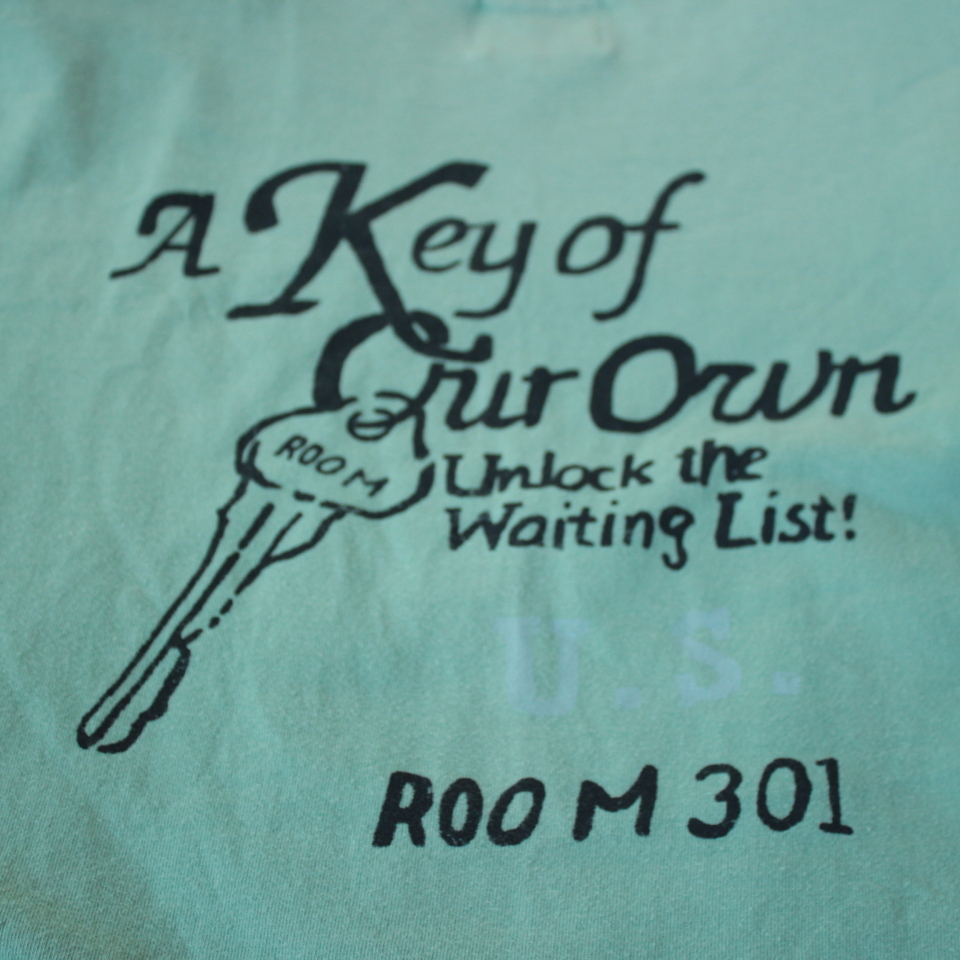 A Key of
Our Own
ROOM
Unlock the
Waiting List!
U.S.
ROOM 301